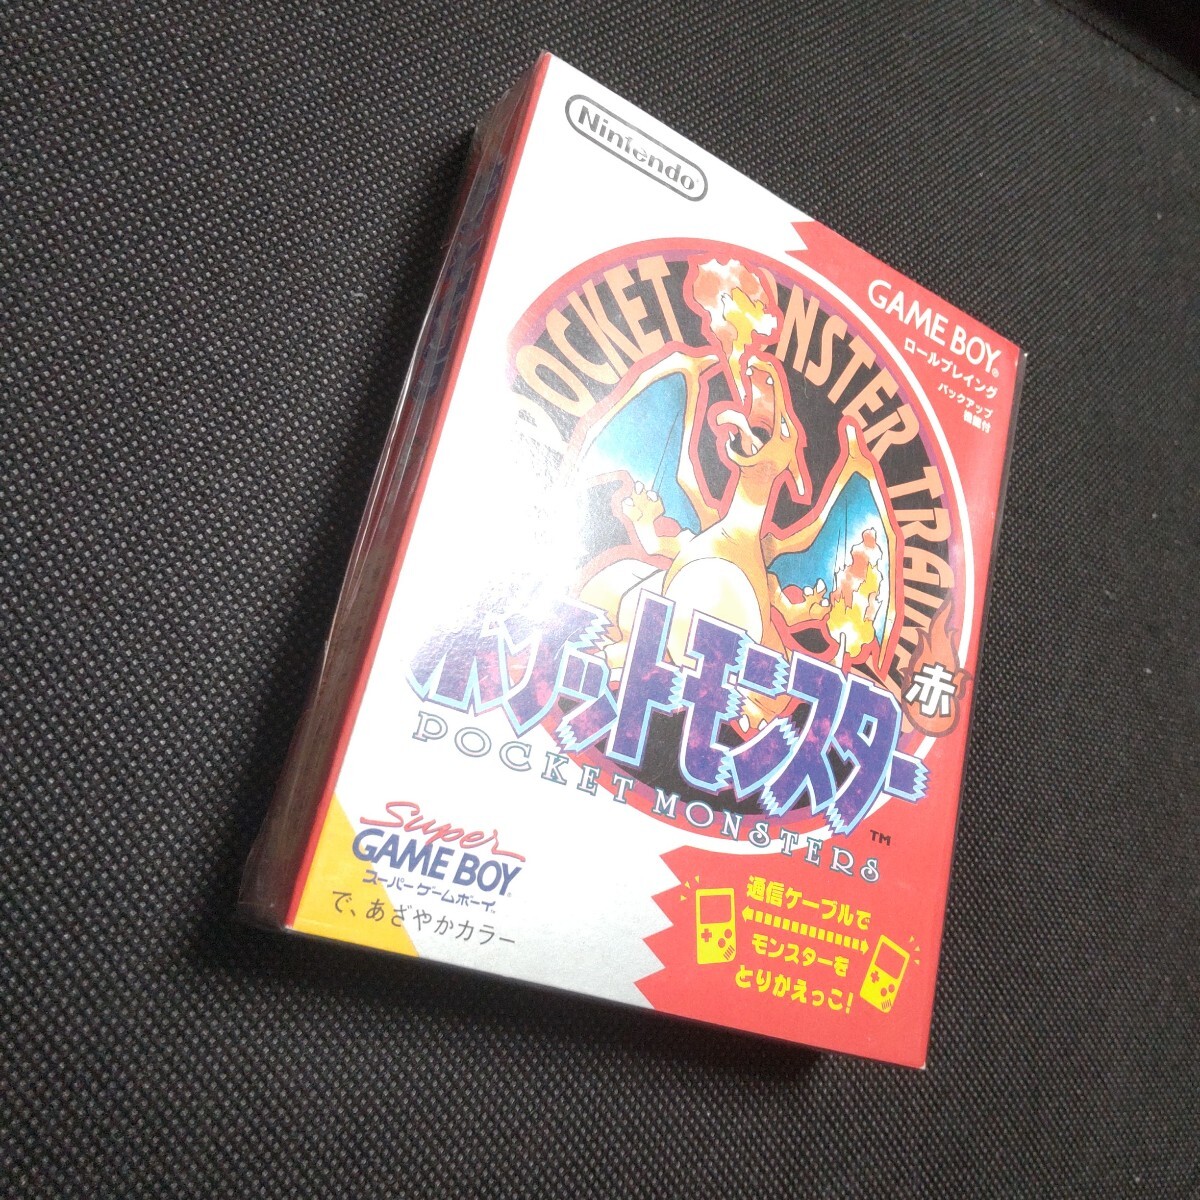 Nintendo
GAME BOY®
ロールプレイング
バックアップ
機能付
POCKET MONSTER TRAINER
ポケットモンスター
赤
POCKET MONSTERS
TM
Super
GAME BOY
スーパーゲームボーイ
で、あざやかカラー
通信ケーブルで
モンスターを
とりかえっこ!